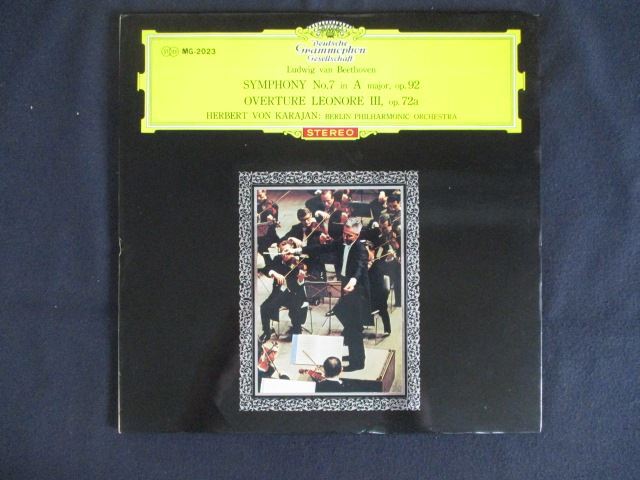 MG-2023
Deutsche
Grammophon
Gesellschaft
Ludwig van Beethoven
SYMPHONY No.7 in A major, op.92
OVERTURE LEONORE III, op.72a
HERBERT VON KARAJAN: BERLIN PHILHARMONIC ORCHESTRA
STEREO